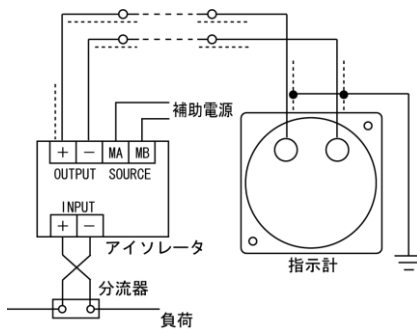 補助電源
+ − MA MB
OUTPUT SOURCE
INPUT
+ −
アイソレータ
指示計
分流器
負荷